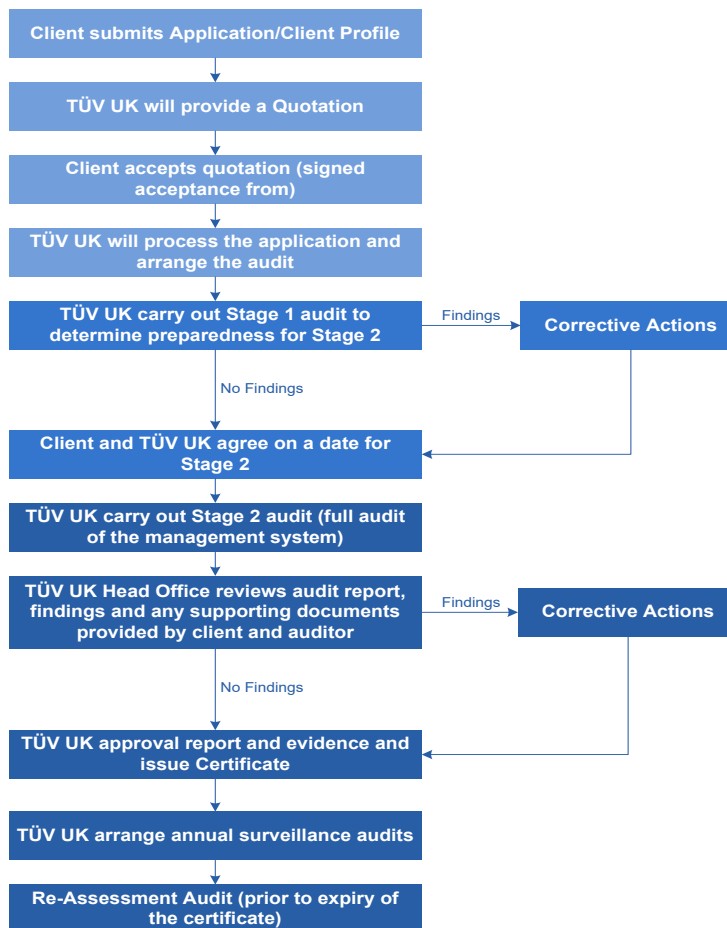 Client submits Application/Client Profile
TÜV UK will provide a Quotation
Client accepts quotation (signed
acceptance from)
TÜV UK will process the application and
arrange the audit
TÜV UK carry out Stage 1 audit to
determine preparedness for Stage 2
Findings
Corrective Actions
No Findings
Client and TÜV UK agree on a date for
Stage 2
TÜV UK carry out Stage 2 audit (full audit
of the management system)
TÜV UK Head Office reviews audit report,
findings and any supporting documents
provided by client and auditor
Findings
Corrective Actions
No Findings
TÜV UK approval report and evidence and
issue Certificate
TÜV UK arrange annual surveillance audits
Re-Assessment Audit (prior to expiry of
the certificate)